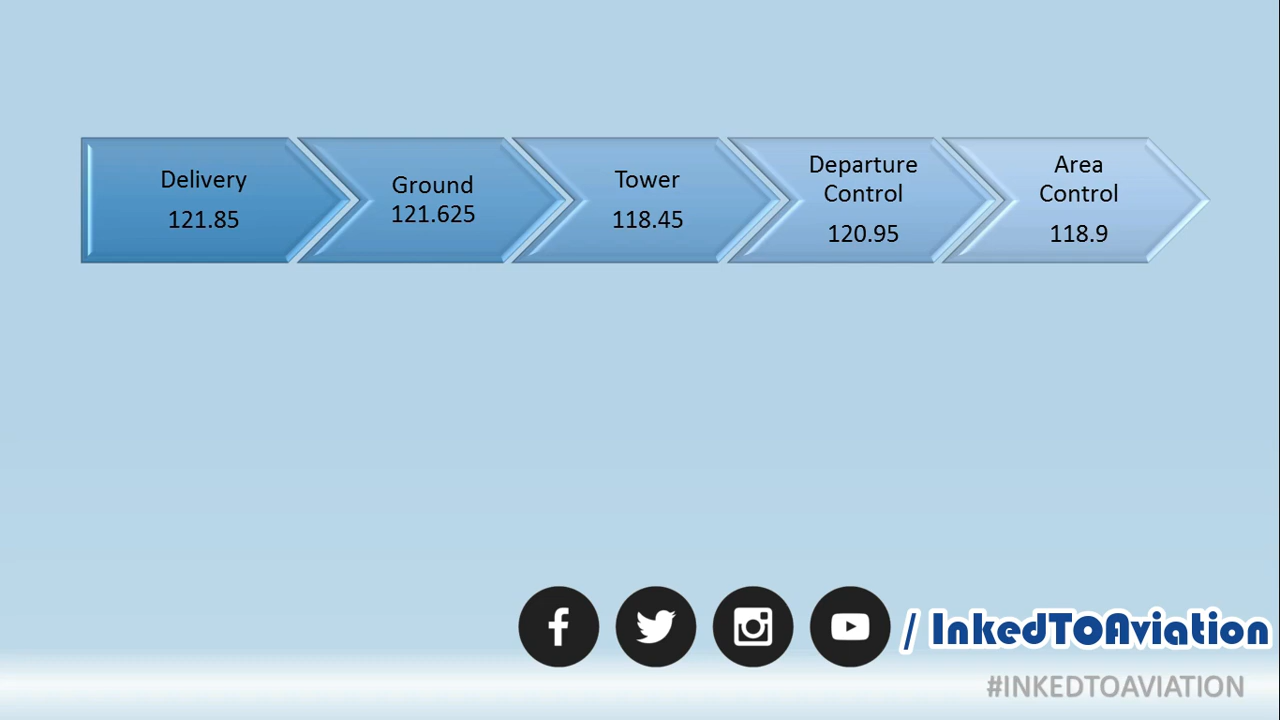 Delivery
121.85
Ground
121.625
Tower
118.45
Departure
Control
120.95
Area
Control
118.9
/ InkedTOAviation
#INKEDTOAVIATION